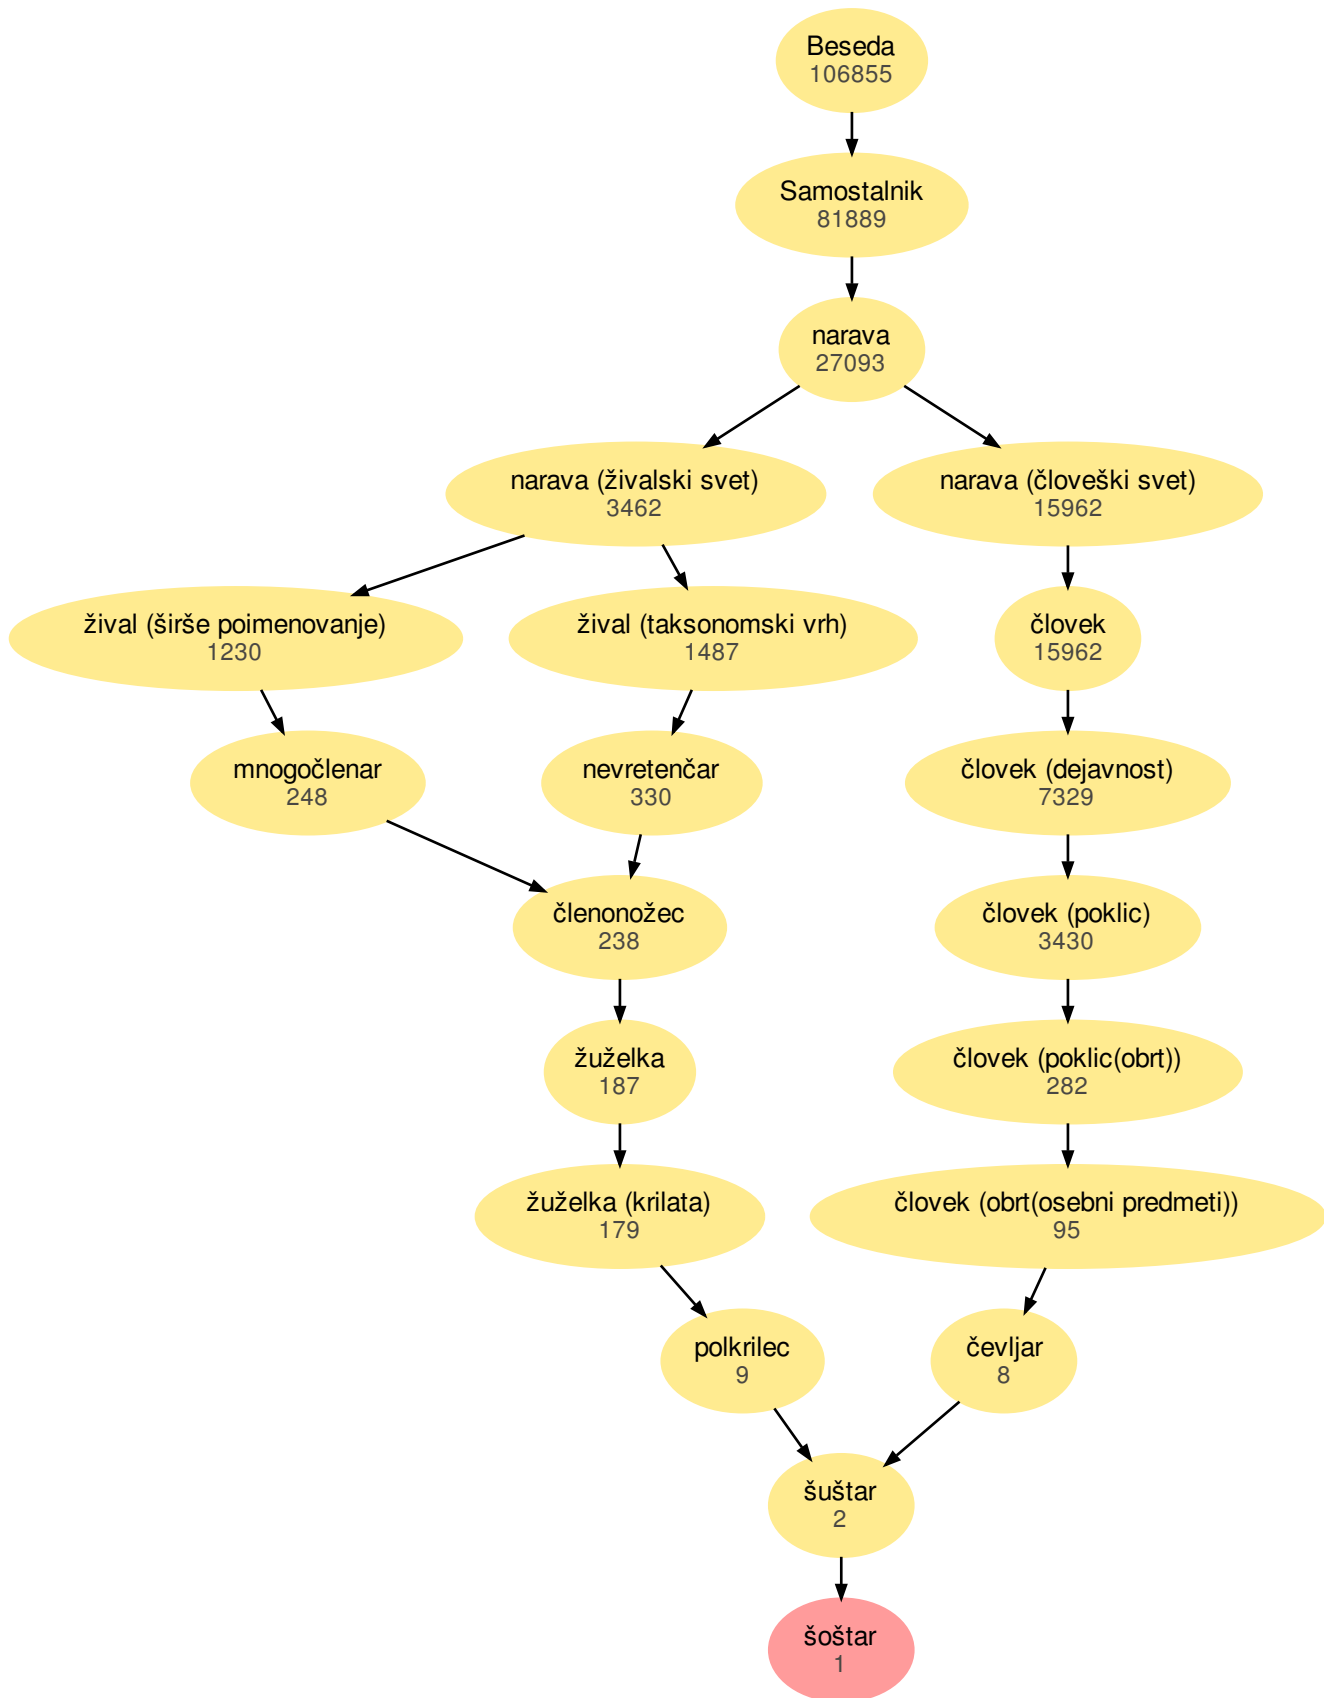 Beseda
106855
Samostalnik
81889
narava
27093
narava (živalski svet)
3462
narava (človeški svet)
15962
žival (širše poimenovanje)
1230
žival (taksonomski vrh)
1487
človek
15962
mnogočlenar
248
nevretenčar
330
človek (dejavnost)
7329
členonožec
238
človek (poklic)
3430
žuželka
187
človek (poklic(obrt))
282
žuželka (krilata)
179
človek (obrt(osebni predmeti))
95
polkrilec
9
čevljar
8
šuštar
2
šoštar
1